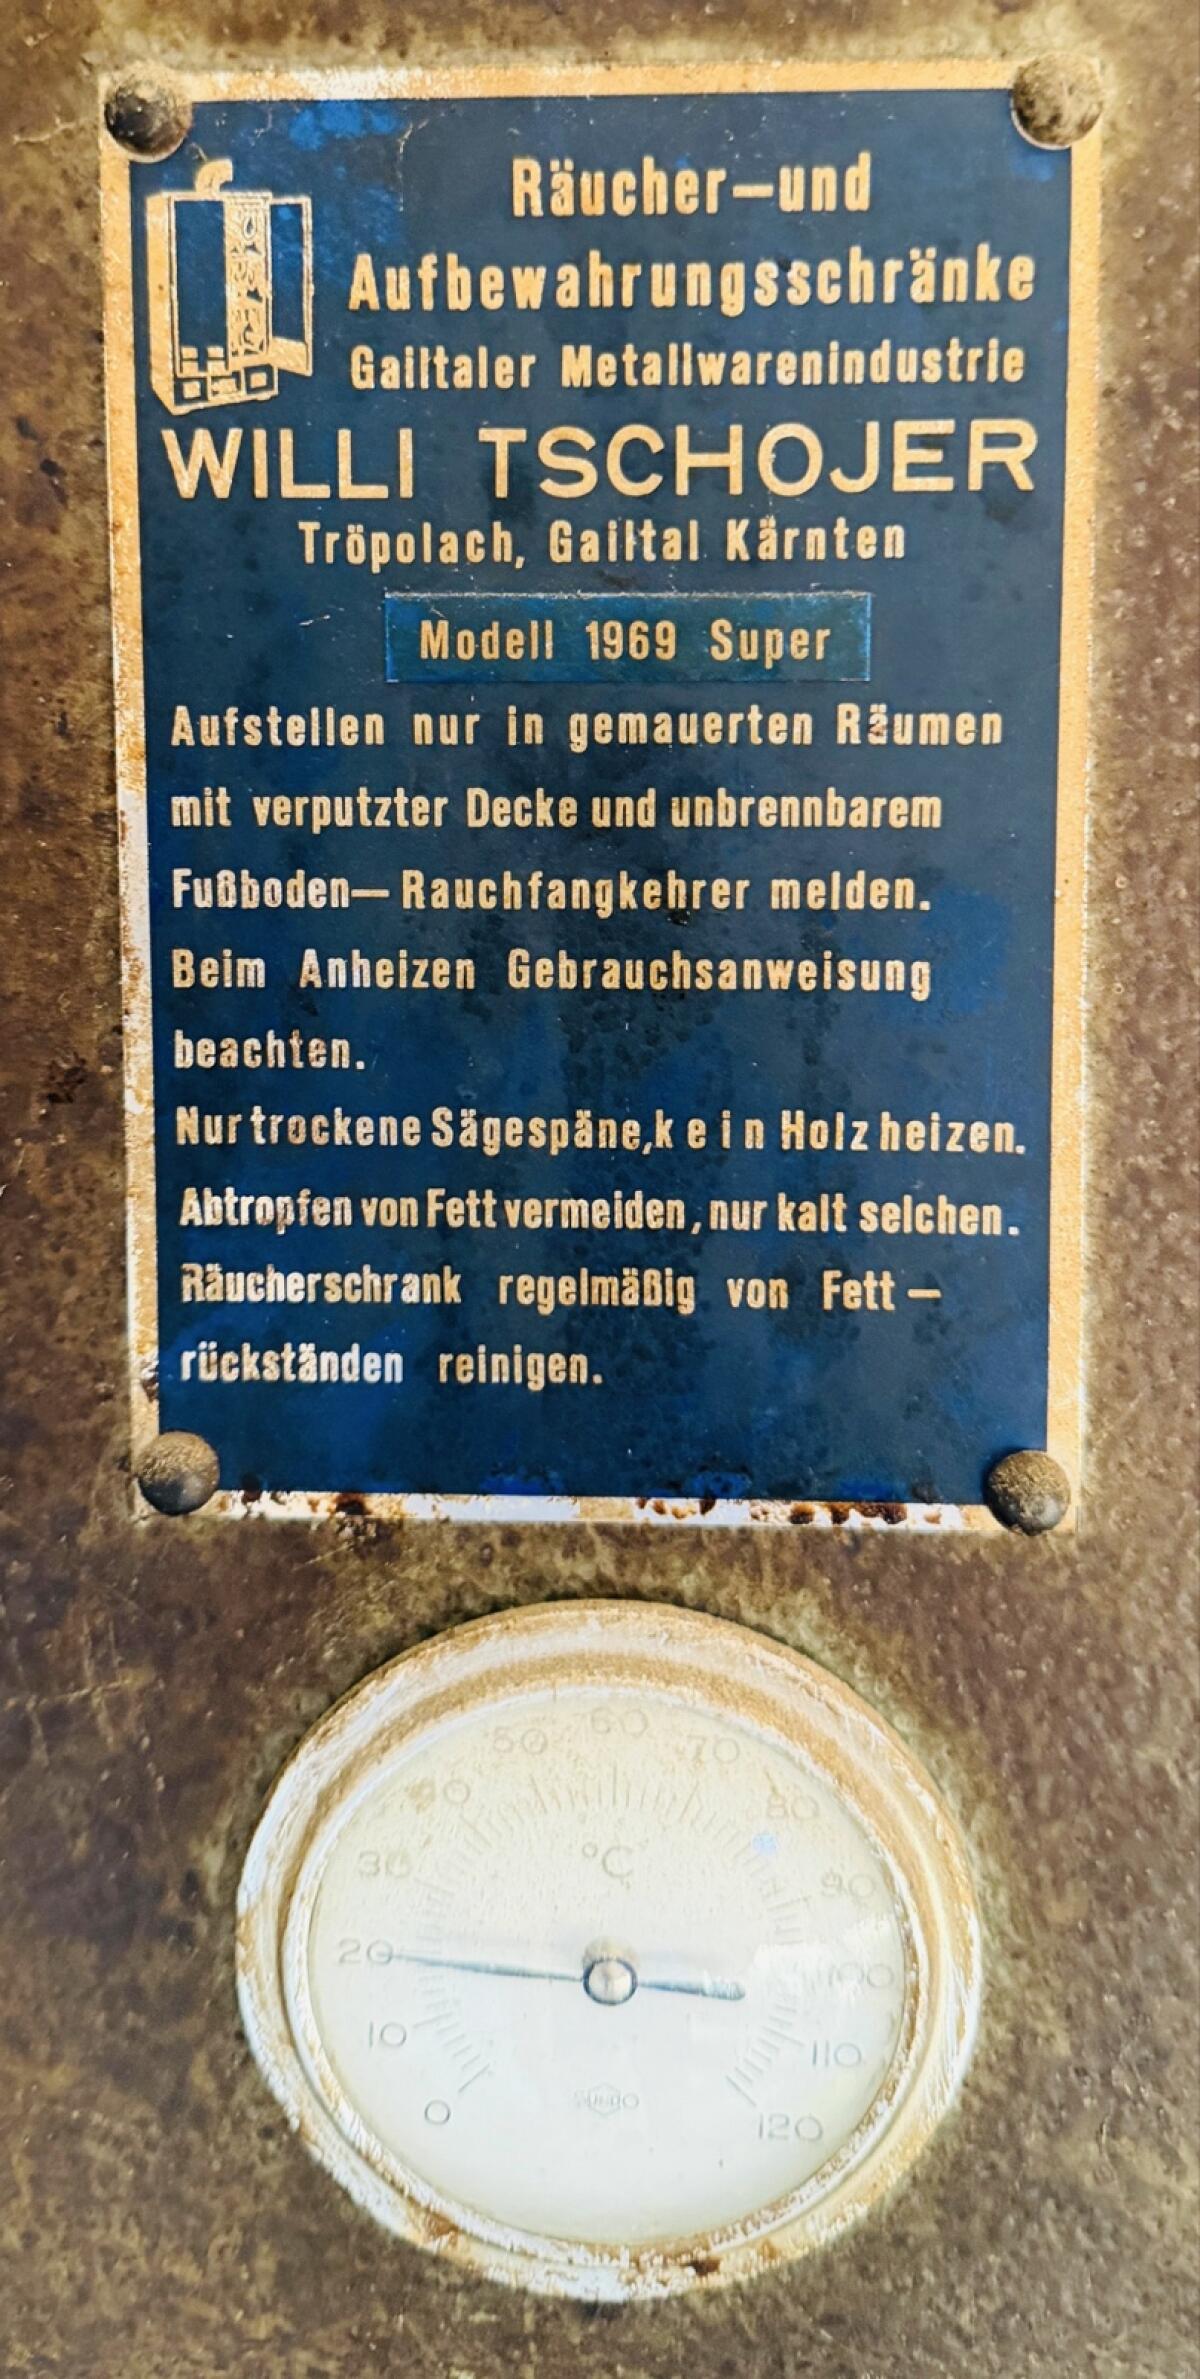 Räucher—und
Aufbewahrungsschränke
Gailtaler Metallwarenindustrie
WILLI TSCHOJER
Tröpolach, Gailtal Kärnten
Modell 1969 Super
Aufstellen nur in gemauerten Räumen
mit verputzter Decke und unbrennbarem
Fußboden— Rauchfangkehrer melden.
Beim Anheizen Gebrauchsanweisung
beachten.
Nur trockene Sägespäne, k e i n Holz heizen.
Abtropfen von Fett vermeiden, nur kalt selchen.
Räucherschrank regelmäßig von Fett —
rückständen reinigen.
0 10 20 30 40 50 60 70 80 90 100 110 120
°C